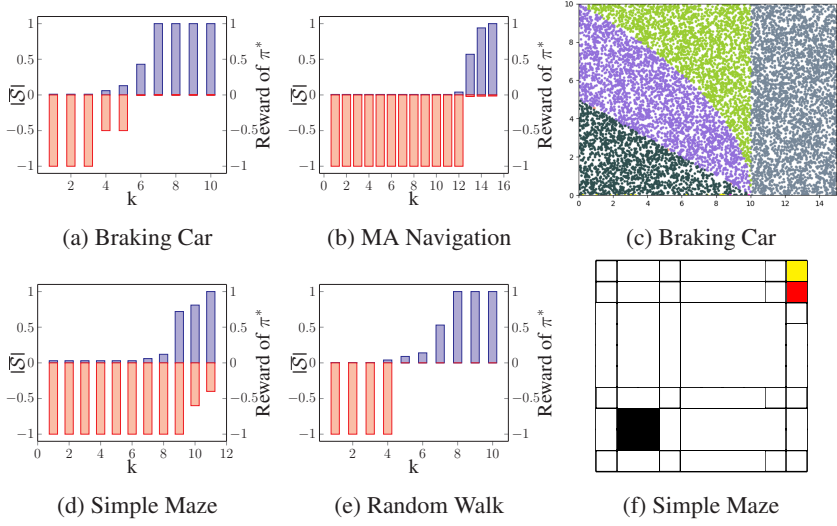 1
0.5
0
−0.5
−1
|S̅|
1
0.5
0
−0.5
−1
Reward of π*
2 4 6 8 10
k
(a) Braking Car
1
0.5
0
−0.5
−1
|S̅|
1
0.5
0
−0.5
−1
Reward of π*
0 2 4 6 8 10 12 14 16
k
(b) MA Navigation
Braking Car
10
8
6
4
2
0
0 2 4 6 8 10 12 14
(c) Braking Car
1
0.5
0
−0.5
−1
|S̅|
1
0.5
0
−0.5
−1
Reward of π*
0 2 4 6 8 10 12
k
(d) Simple Maze
1
0.5
0
−0.5
−1
|S̅|
1
0.5
0
−0.5
−1
Reward of π*
0 2 4 6 8 10
k
(e) Random Walk
(f) Simple Maze